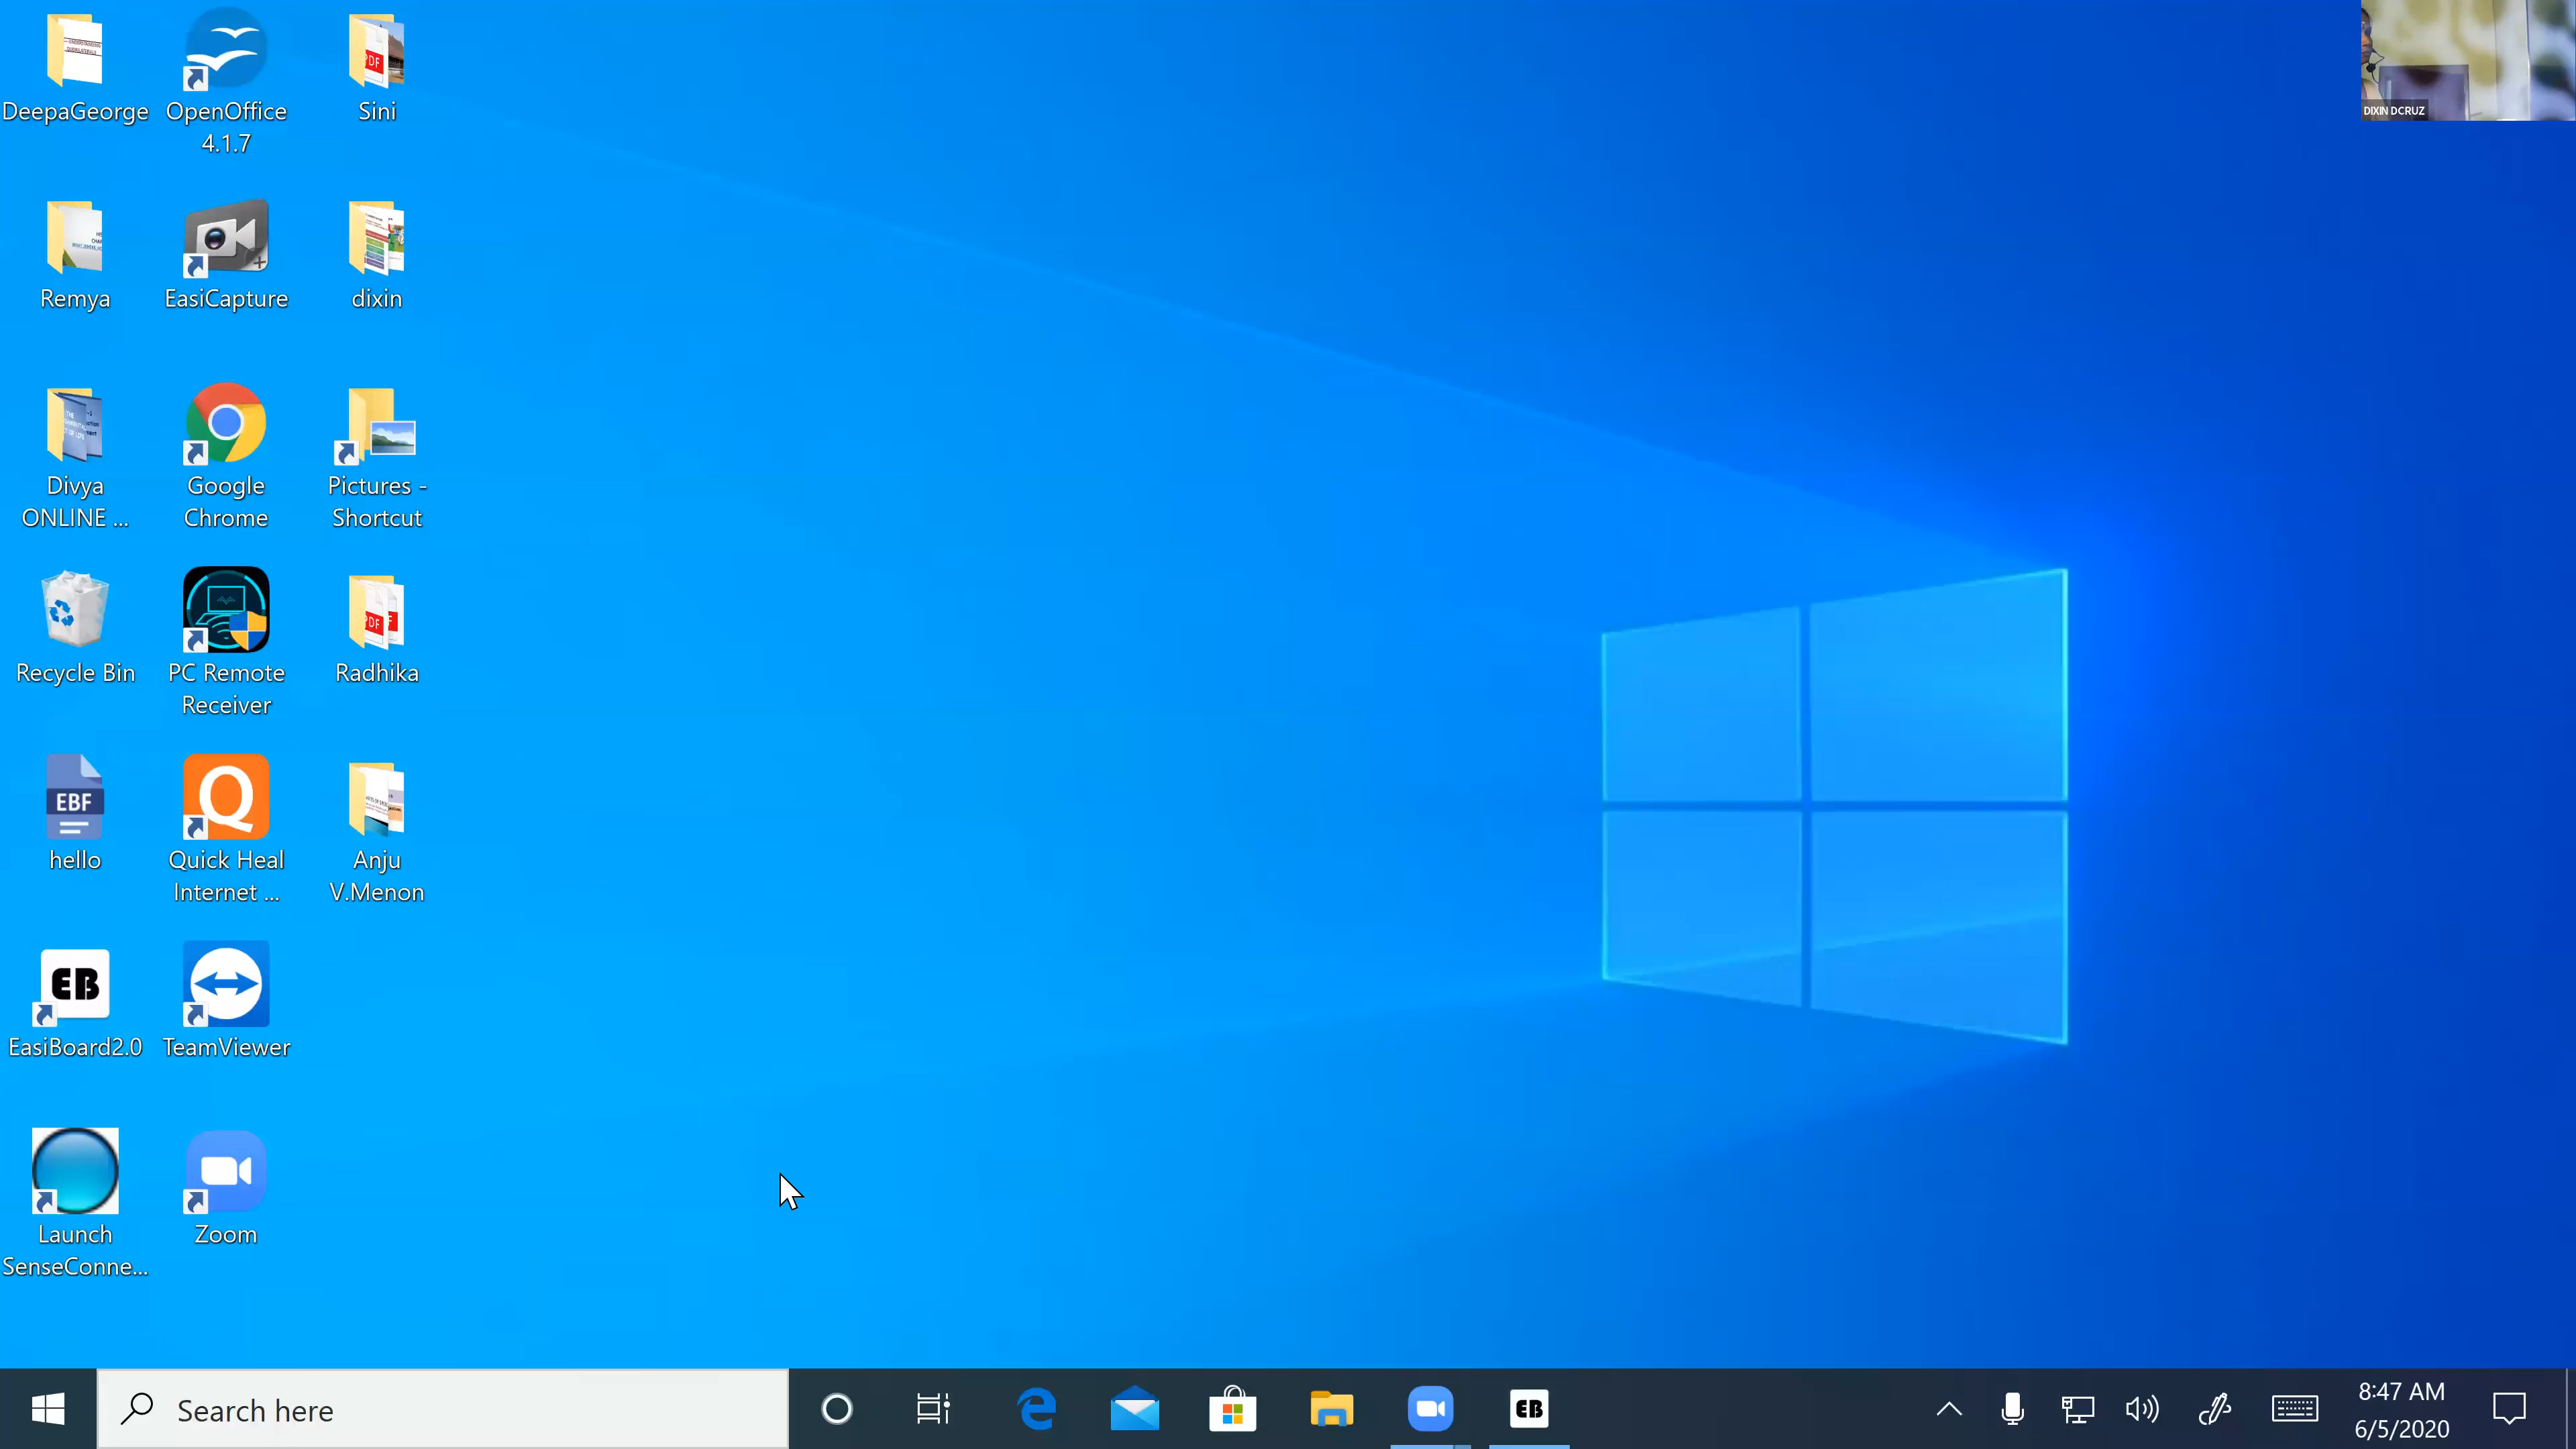 DeepaGeorge
OpenOffice
4.1.7
Sini
DIXIN DCRUZ
Remya
EasiCapture
dixin
Divya
ONLINE ...
Google
Chrome
Pictures -
Shortcut
Recycle Bin
PC Remote
Receiver
PDF
Radhika
EBF
hello
Q
Quick Heal
Internet ...
Anju
V.Menon
EB
EasiBoard2.0
TeamViewer
Launch
SenseConne...
Zoom
Search here
EB
8:47 AM
6/5/2020